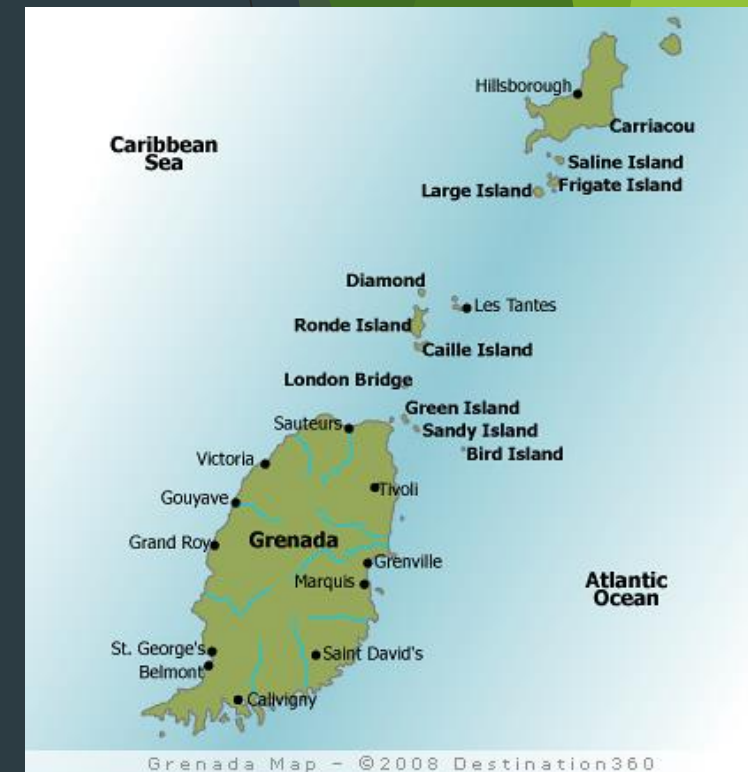 Hillsborough
Carriacou
Caribbean
Sea
Saline Island
Frigate Island
Large Island
Diamond
Les Tantes
Ronde Island
Caille Island
London Bridge
Green Island
Sauteurs
Sandy Island
Bird Island
Victoria
Tivoli
Gouyave
Grand Roy
Grenada
Grenville
Marquis
Atlantic
Ocean
St. George's
Saint David's
Belmont
Calivigny
Grenada Map - ©2008 Destination360